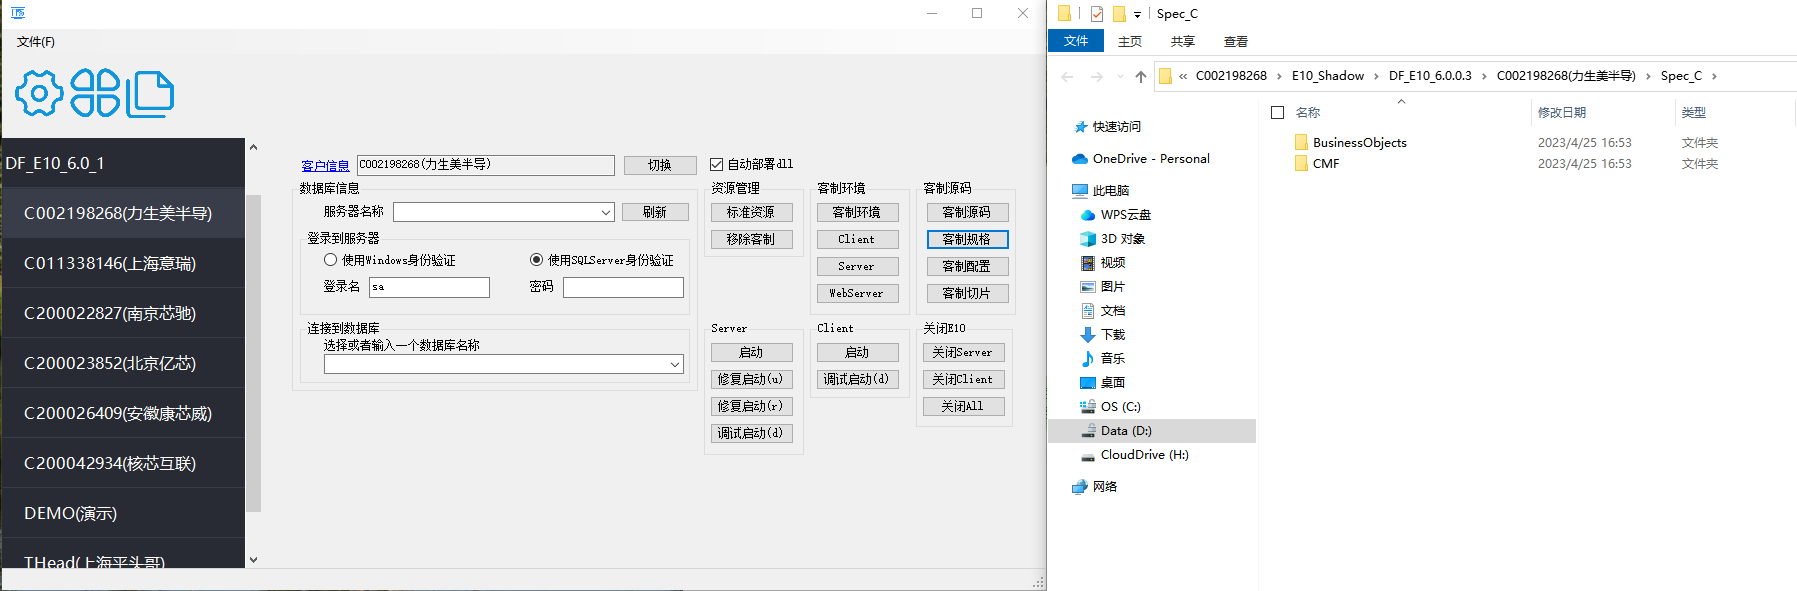 文件(F)
DF_E10_6.0_1
C002198268(力生美半导)
C011338146(上海意瑞)
C200022827(南京芯驰)
C200023852(北京亿芯)
C200026409(安徽康芯威)
C200042934(核芯互联)
DEMO(演示)
THead(上海平头哥)
客户信息 C002198268(力生美半导) 切换 自动部署dll
数据库信息
服务器名称 刷新
登录到服务器
使用Windows身份验证 使用SQLServer身份验证
登录名 sa 密码
连接到数据库
选择或者输入一个数据库名称
资源管理
标准资源
移除客制
客制环境
客制环境
Client
Server
WebServer
客制源码
客制源码
客制规格
客制配置
客制切片
Server
启动
修复启动(u)
修复启动(r)
调试启动(d)
Client
启动
调试启动(d)
关闭E10
关闭Server
关闭Client
关闭All
Spec_C
文件 主页 共享 查看
« C002198268 › E10_Shadow › DF_E10_6.0.0.3 › C002198268(力生美半导) › Spec_C ›
快速访问
OneDrive - Personal
此电脑
WPS云盘
3D 对象
视频
图片
文档
下载
音乐
桌面
OS (C:)
Data (D:)
CloudDrive (H:)
网络
名称 修改日期 类型
BusinessObjects 2023/4/25 16:53 文件夹
CMF 2023/4/25 16:53 文件夹